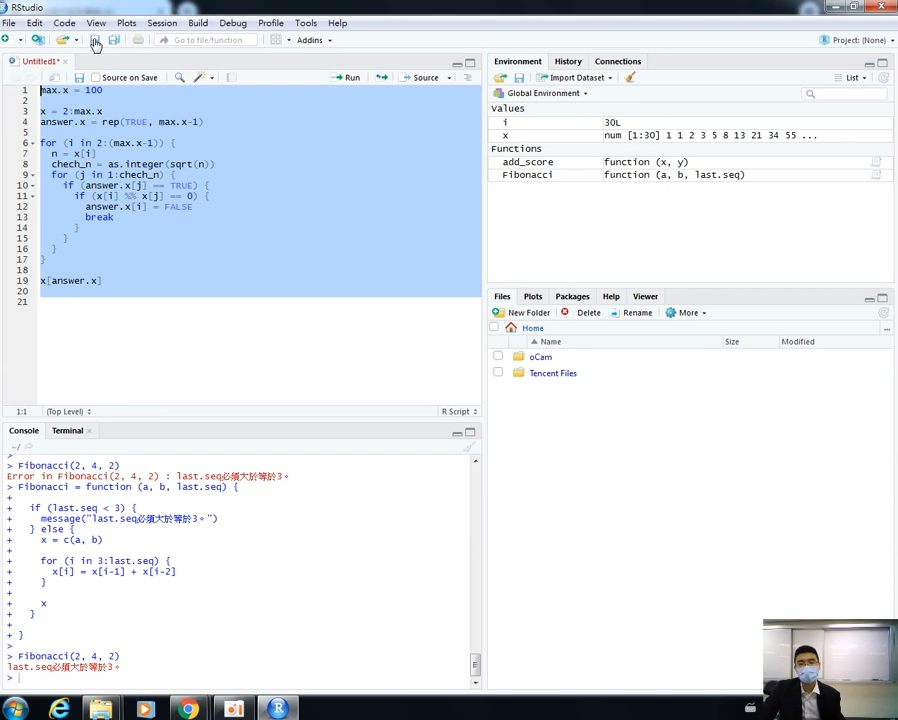 RStudio
File Edit Code View Plots Session Build Debug Profile Tools Help
Go to file/function Addins Project: (None)
Untitled1*
Source on Save Run Source
1 max.x = 100
2
3 x = 2:max.x
4 answer.x = rep(TRUE, max.x-1)
5
6 for (i in 2:(max.x-1)) {
7 n = x[i]
8 chech_n = as.integer(sqrt(n))
9 for (j in 1:chech_n) {
10 if (answer.x[j] == TRUE) {
11 if (x[i] %% x[j] == 0) {
12 answer.x[i] = FALSE
13 break
14 }
15 }
16 }
17 }
18
19 x[answer.x]
20
21
1:1 (Top Level) R Script
Console Terminal
~/
>
> Fibonacci(2, 4, 2)
Error in Fibonacci(2, 4, 2) : last.seq必須大於等於3。
> Fibonacci = function (a, b, last.seq) {
+
+ if (last.seq < 3) {
+ message("last.seq必須大於等於3。")
+ } else {
+ x = c(a, b)
+
+ for (i in 3:last.seq) {
+ x[i] = x[i-1] + x[i-2]
+ }
+
+ x
+ }
+
+ }
>
> Fibonacci(2, 4, 2)
last.seq必須大於等於3。
>
Environment History Connections
Import Dataset List
Global Environment
Values
i 30L
x num [1:30] 1 1 2 3 5 8 13 21 34 55 ...
Functions
add_score function (x, y)
Fibonacci function (a, b, last.seq)
Files Plots Packages Help Viewer
New Folder Delete Rename More
Home ...
Name Size Modified
oCam
Tencent Files